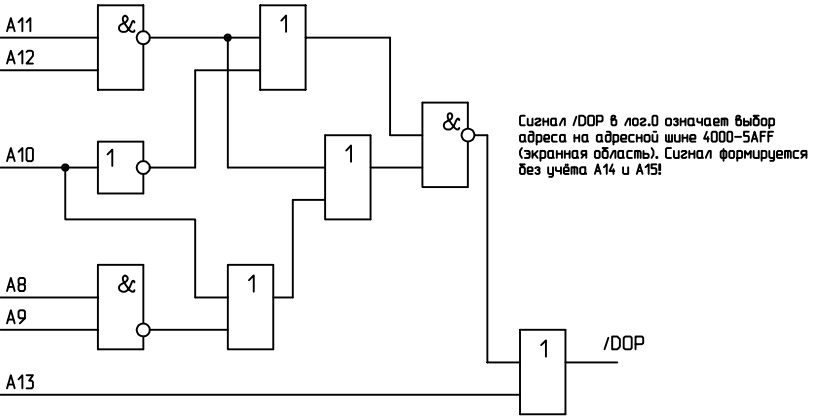 A11
&
1
A12
&
A10
1
1
A8
&
1
A9
A13
1
/DOP
Сигнал /DOP в лог.0 означает выбор
адреса на адресной шине 4000-5AFF
(экранная область). Сигнал формируется
без учёта A14 и A15!